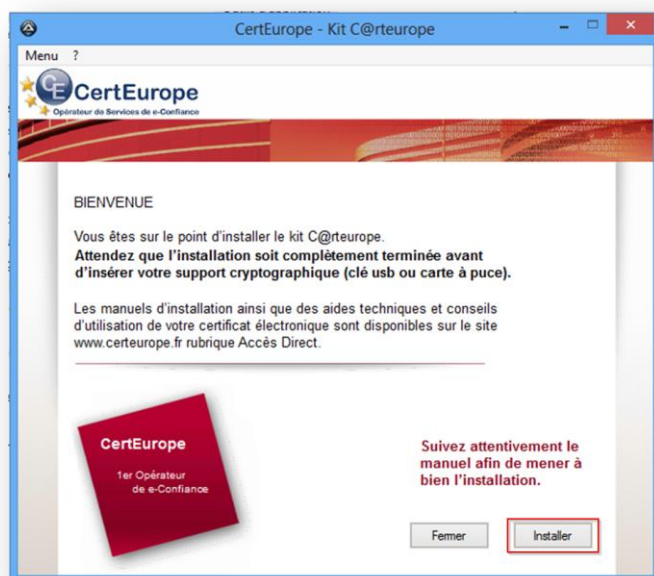 CertEurope - Kit C@rteurope
Menu ?
CE CertEurope
Opérateur de Services de e-Confiance
BIENVENUE
Vous êtes sur le point d'installer le kit C@rteurope.
Attendez que l'installation soit complètement terminée avant
d'insérer votre support cryptographique (clé usb ou carte à puce).
Les manuels d'installation ainsi que des aides techniques et conseils
d'utilisation de votre certificat électronique sont disponibles sur le site
www.certeurope.fr rubrique Accès Direct.
CertEurope
1er Opérateur
de e-Confiance
Suivez attentivement le
manuel afin de mener à
bien l'installation.
Fermer
Installer